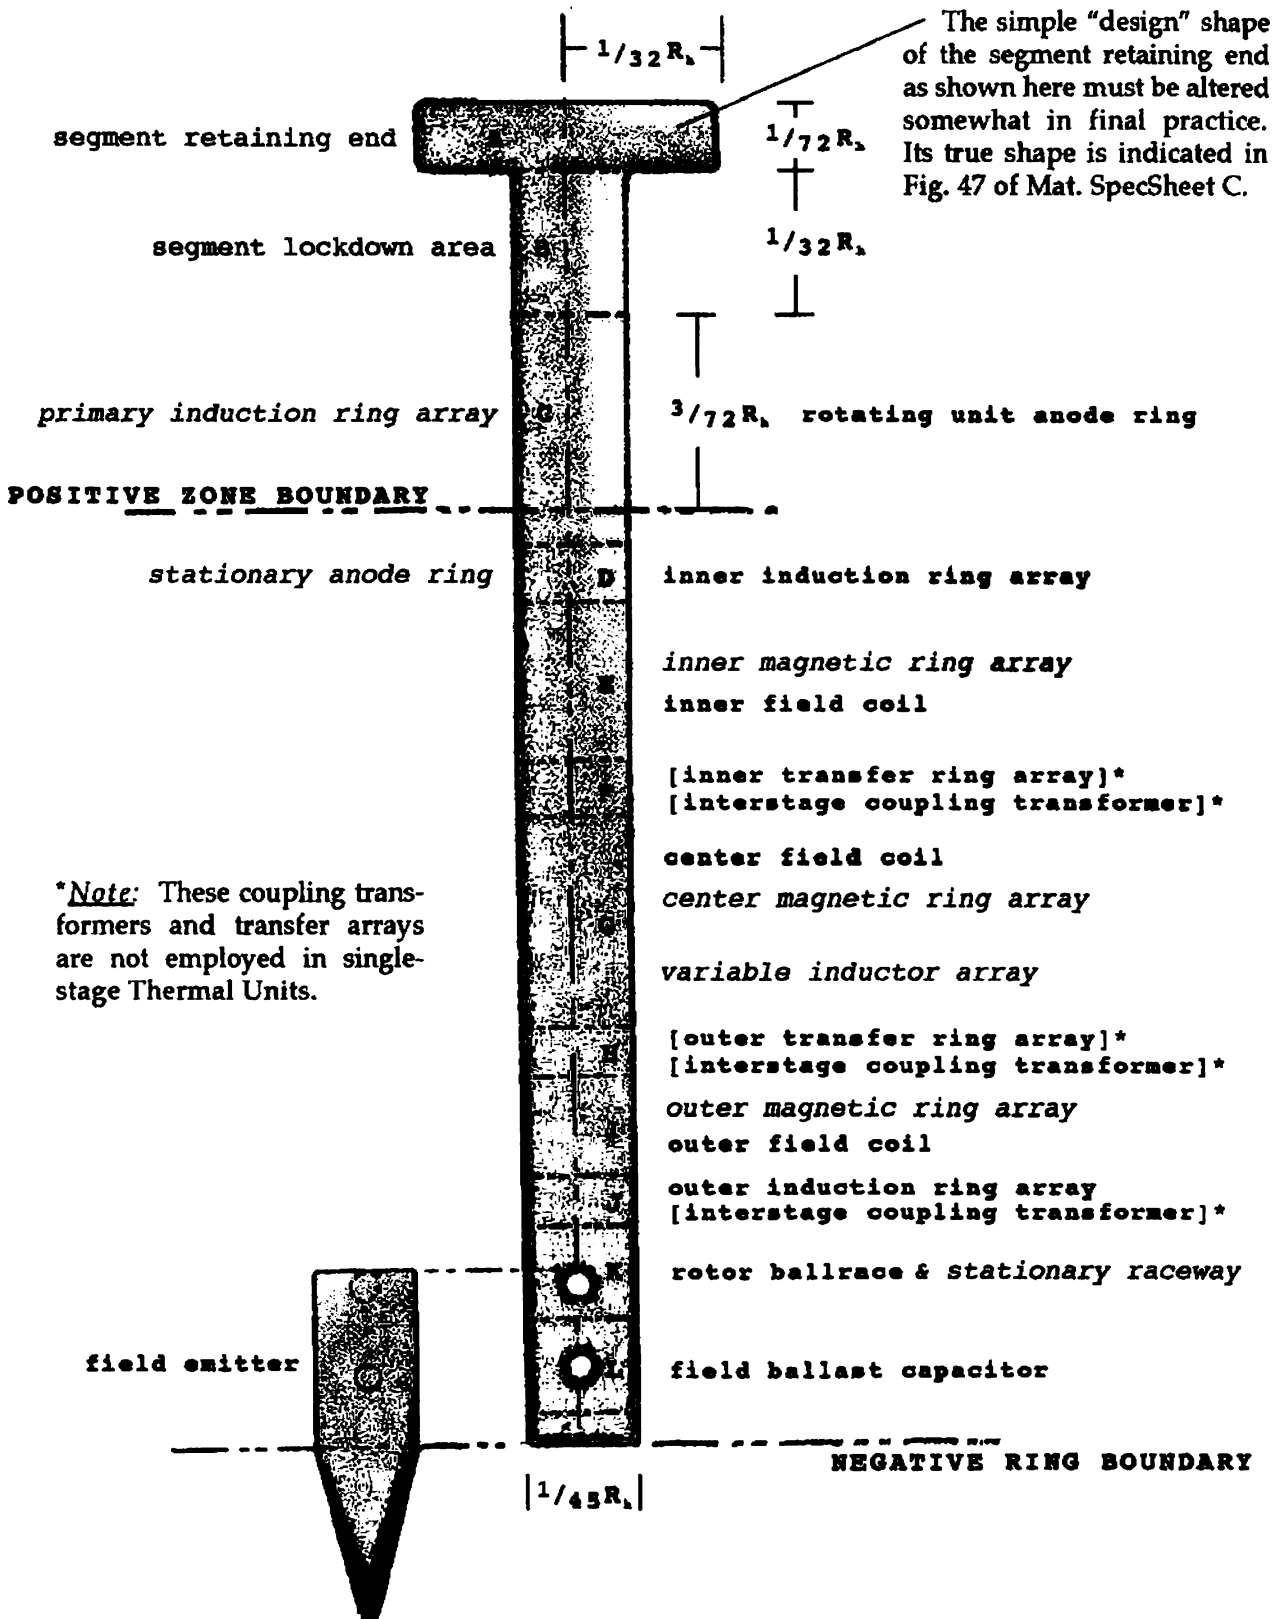 1/32 Rh
The simple “design” shape
of the segment retaining end
as shown here must be altered
somewhat in final practice.
Its true shape is indicated in
Fig. 47 of Mat. SpecSheet C.
segment retaining end
1/72 Rh
segment lockdown area
B
1/32 Rh
primary induction ring array
C
3/72 Rh rotating unit anode ring
POSITIVE ZONE BOUNDARY
stationary anode ring
D
inner induction ring array
inner magnetic ring array
E
inner field coil
[inner transfer ring array]*
[interstage coupling transformer]*
center field coil
*Note: These coupling trans-
formers and transfer arrays
are not employed in single-
stage Thermal Units.
center magnetic ring array
G
variable inductor array
[outer transfer ring array]*
H
[interstage coupling transformer]*
outer magnetic ring array
outer field coil
outer induction ring array
J
[interstage coupling transformer]*
K
rotor ballrace & stationary raceway
field emitter
L
field ballast capacitor
NEGATIVE RING BOUNDARY
1/45 Rh